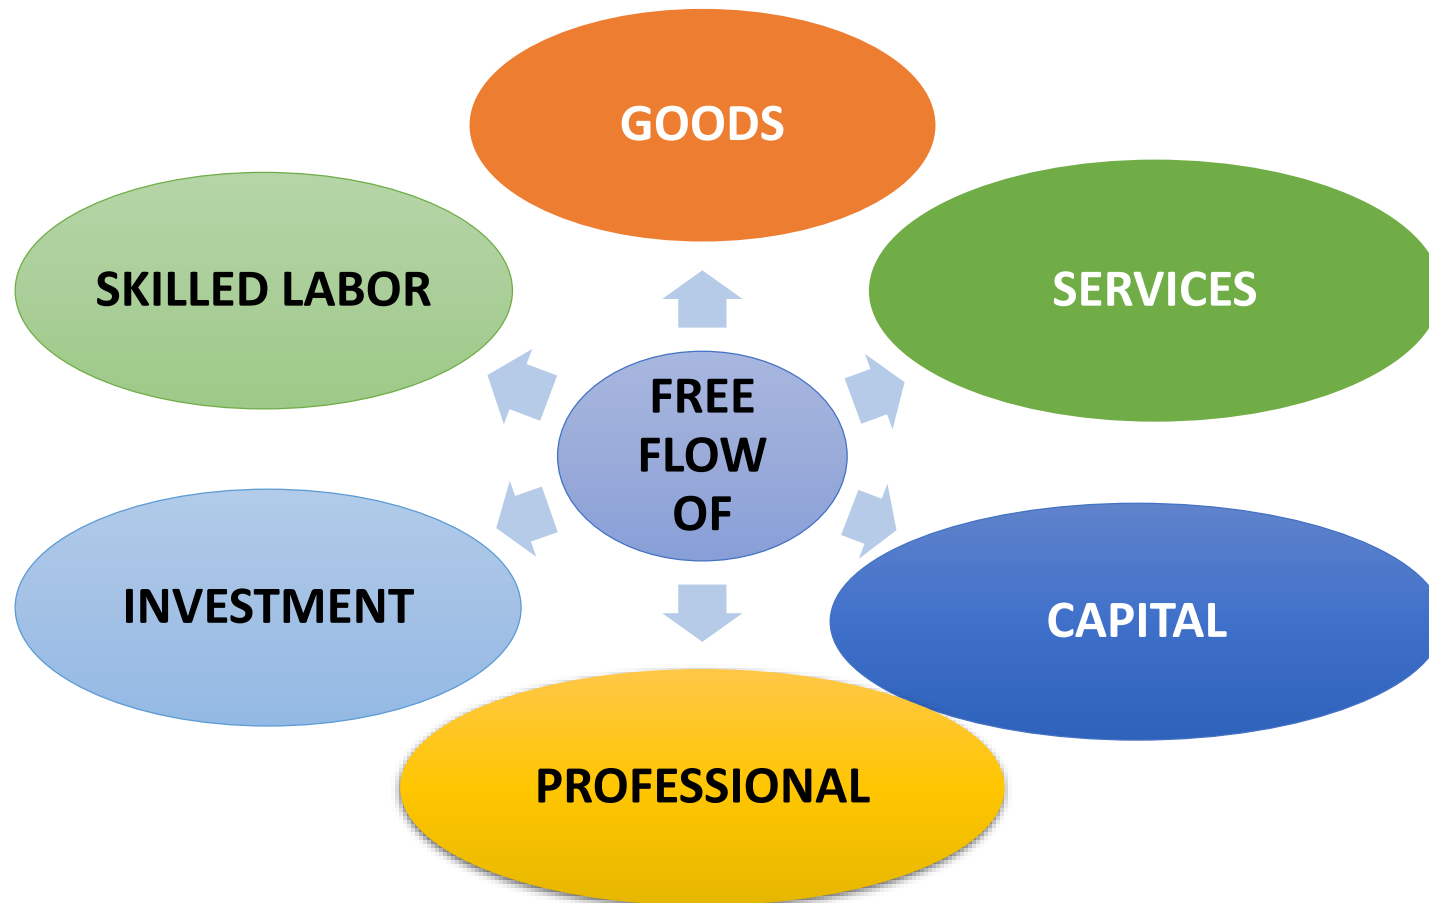 GOODS
SKILLED LABOR
SERVICES
FREE
FLOW
OF
INVESTMENT
CAPITAL
PROFESSIONAL